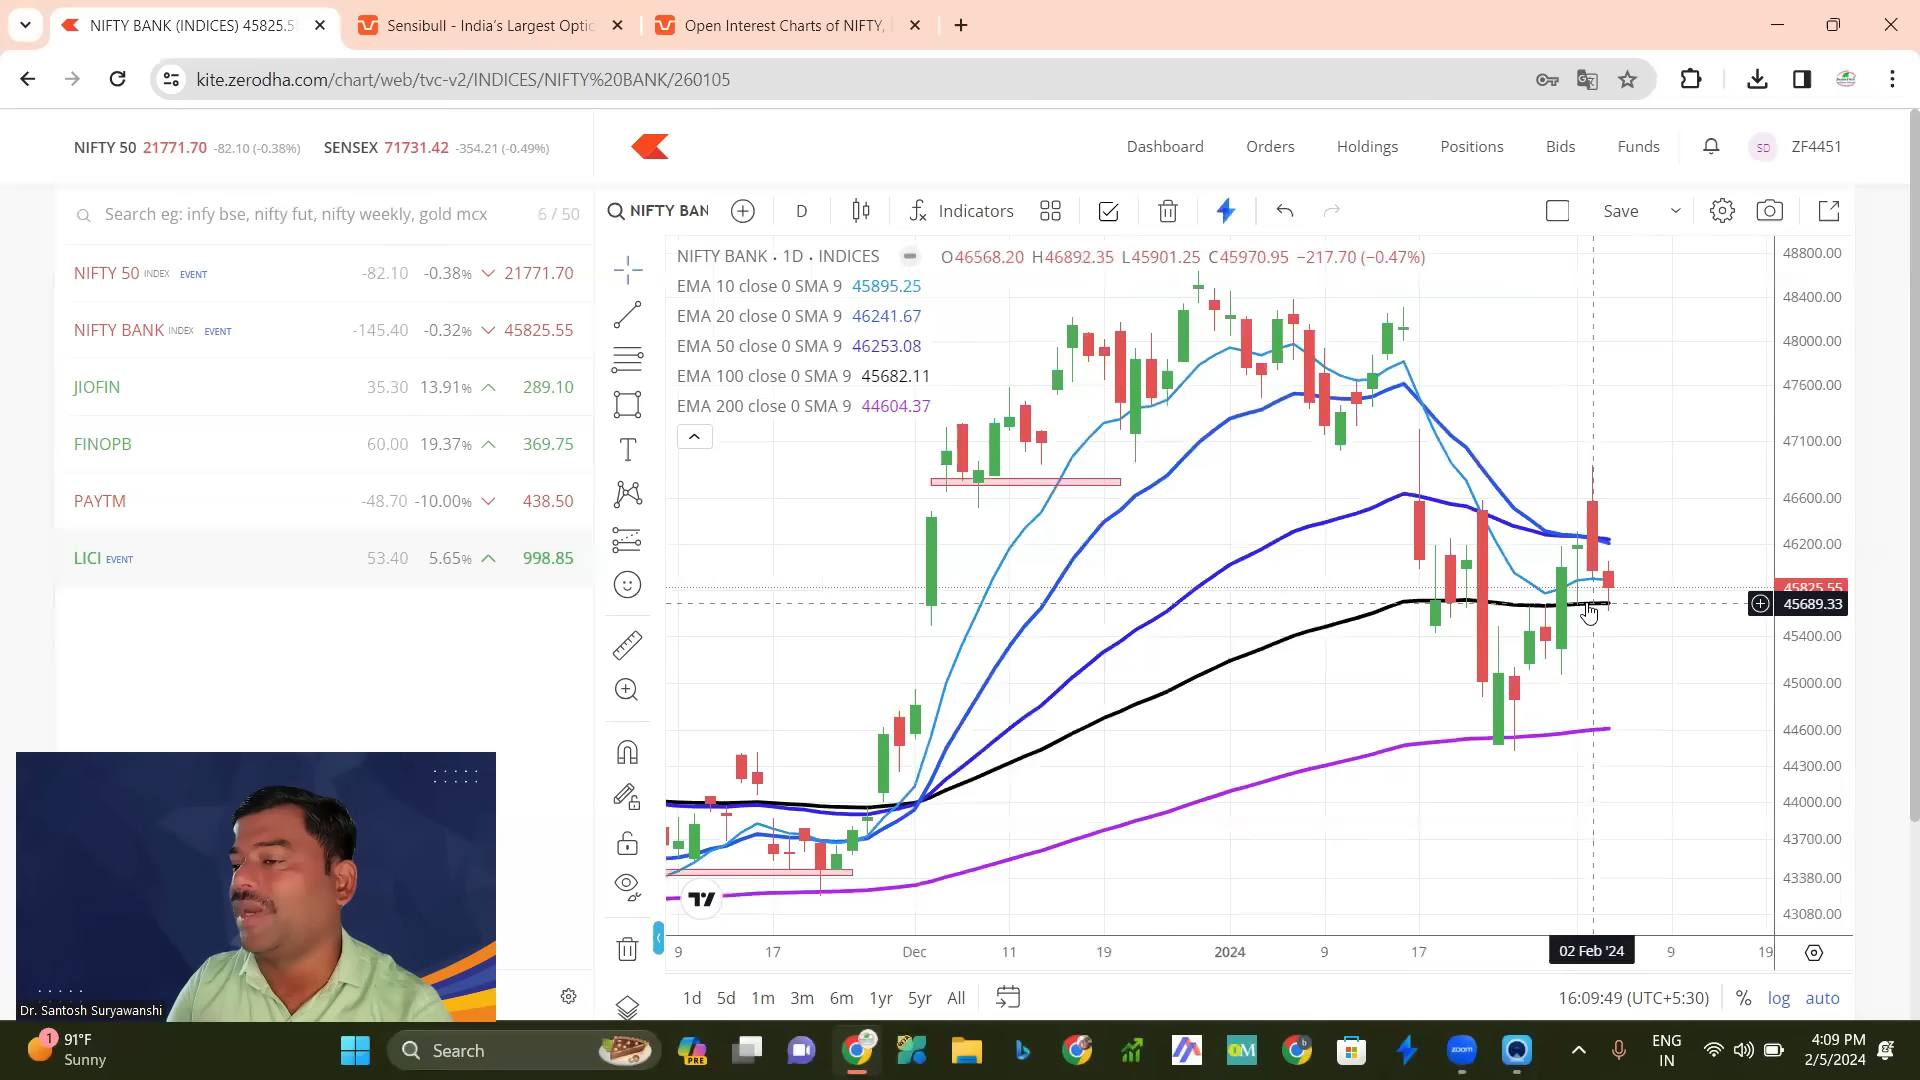 NIFTY BANK (INDICES) 45825.5
Sensibull - India's Largest Optio
Open Interest Charts of NIFTY,
kite.zerodha.com/chart/web/tvc-v2/INDICES/NIFTY%20BANK/260105
NIFTY 50 21771.70 -82.10 (-0.38%) SENSEX 71731.42 -354.21 (-0.49%)
Dashboard Orders Holdings Positions Bids Funds SD ZF4451
Search eg: infy bse, nifty fut, nifty weekly, gold mcx 6 / 50
NIFTY BAN D Indicators Save
NIFTY 50 INDEX EVENT -82.10 -0.38% 21771.70
NIFTY BANK INDEX EVENT -145.40 -0.32% 45825.55
JIOFIN 35.30 13.91% 289.10
FINOPB 60.00 19.37% 369.75
PAYTM -48.70 -10.00% 438.50
LICI EVENT 53.40 5.65% 998.85
NIFTY BANK · 1D · INDICES O46568.20 H46892.35 L45901.25 C45970.95 −217.70 (−0.47%)
EMA 10 close 0 SMA 9 45895.25
EMA 20 close 0 SMA 9 46241.67
EMA 50 close 0 SMA 9 46253.08
EMA 100 close 0 SMA 9 45682.11
EMA 200 close 0 SMA 9 44604.37
48800.00
48400.00
48000.00
47600.00
47100.00
46600.00
46200.00
45825.55
45689.33
45400.00
45000.00
44600.00
44300.00
44000.00
43700.00
43380.00
43080.00
9 17 Dec 11 19 2024 9 17 02 Feb '24 9 19
1d 5d 1m 3m 6m 1yr 5yr All
16:09:49 (UTC+5:30) % log auto
Dr. Santosh Suryawanshi
1
91°F
Sunny
Search
PRE
zoom
ENG
IN
4:09 PM
2/5/2024